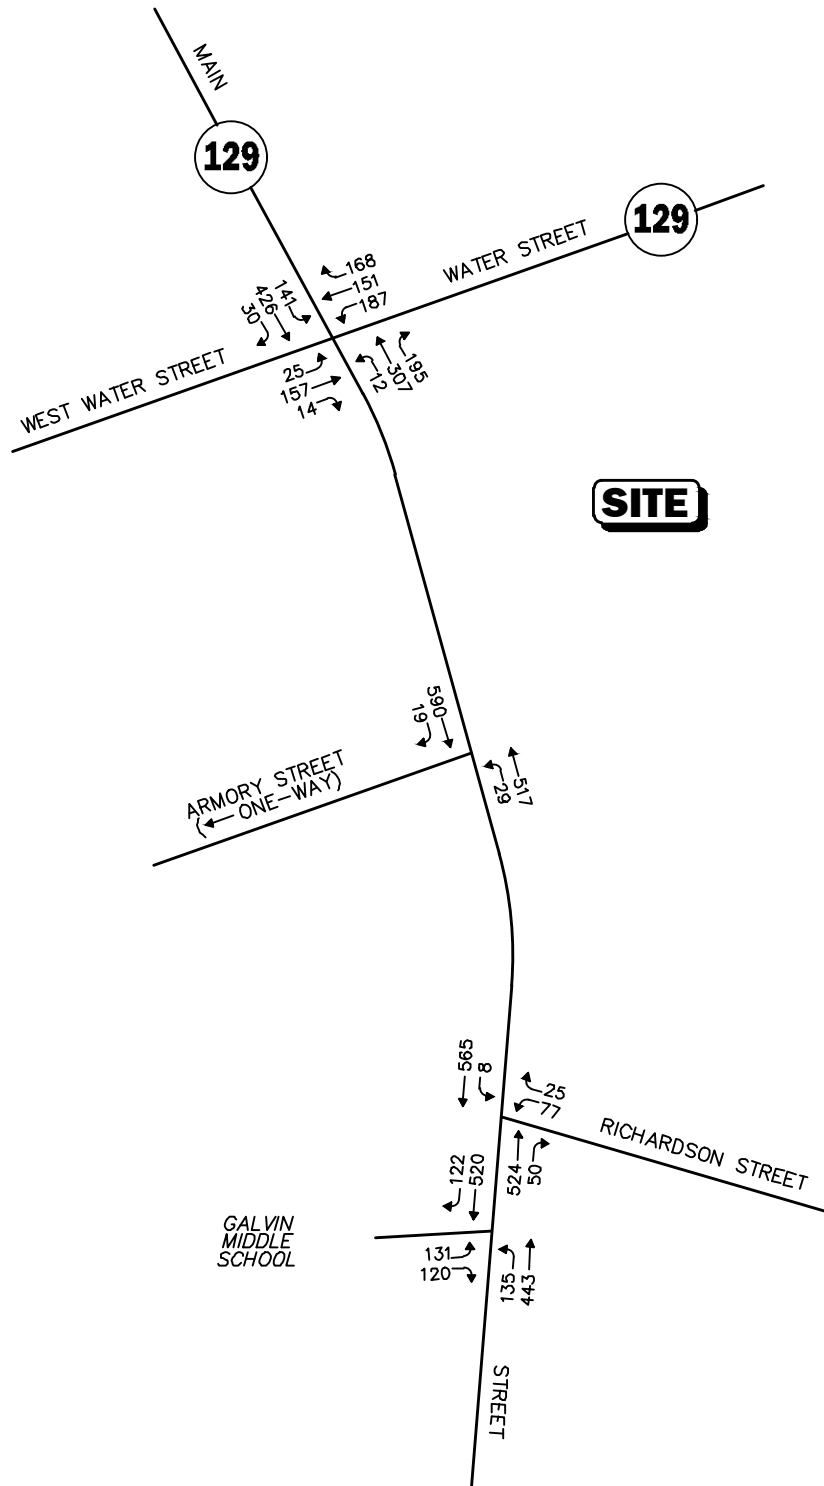 MAIN
129
129
WATER STREET
168
151
187
141
426
30
WEST WATER STREET
25
157
14
12
307
195
SITE
590
19
ARMORY STREET
(← ONE-WAY)
517
29
565
8
25
77
RICHARDSON STREET
122
520
524
50
GALVIN
MIDDLE
SCHOOL
131
120
135
443
STREET